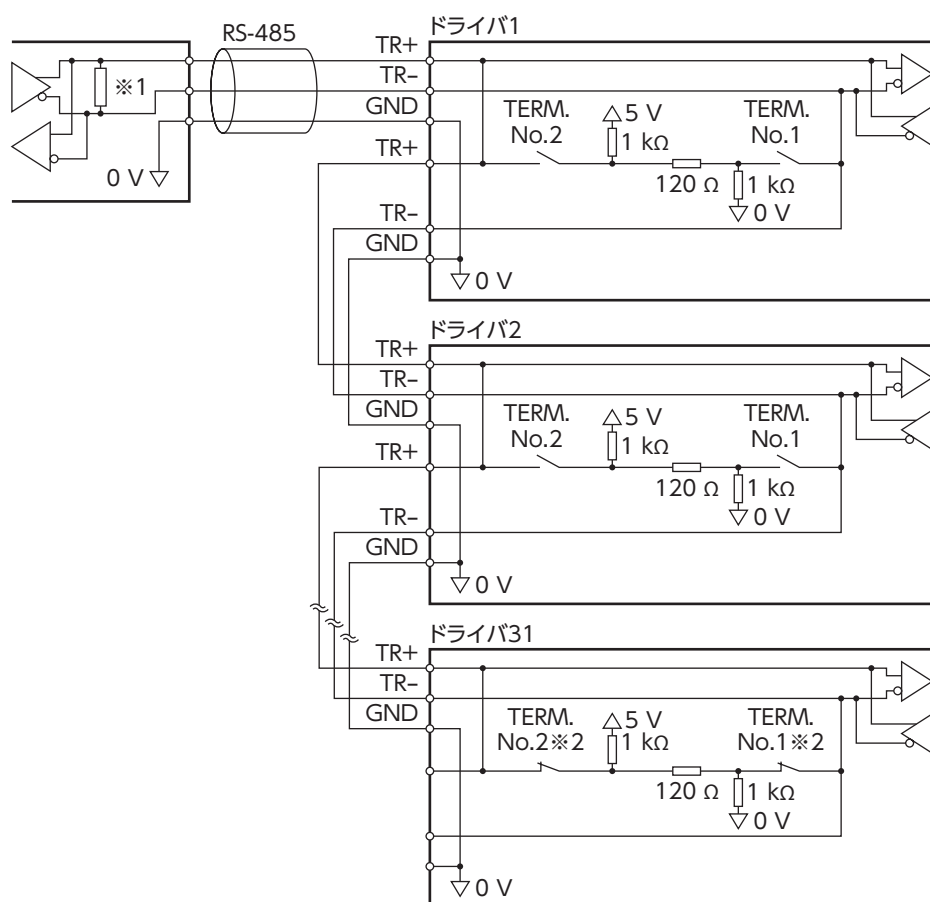 RS-485
ドライバ1
TR+
TR-
GND
※1
0 V
TERM.
No.2
5 V
1 kΩ
TERM.
No.1
TR+
120 Ω
1 kΩ
0 V
TR-
GND
0 V
ドライバ2
TR+
TR-
GND
TERM.
No.2
5 V
1 kΩ
TERM.
No.1
TR+
120 Ω
1 kΩ
0 V
TR-
GND
0 V
ドライバ31
TR+
TR-
GND
TERM.
No.2※2
5 V
1 kΩ
TERM.
No.1※2
120 Ω
1 kΩ
0 V
0 V